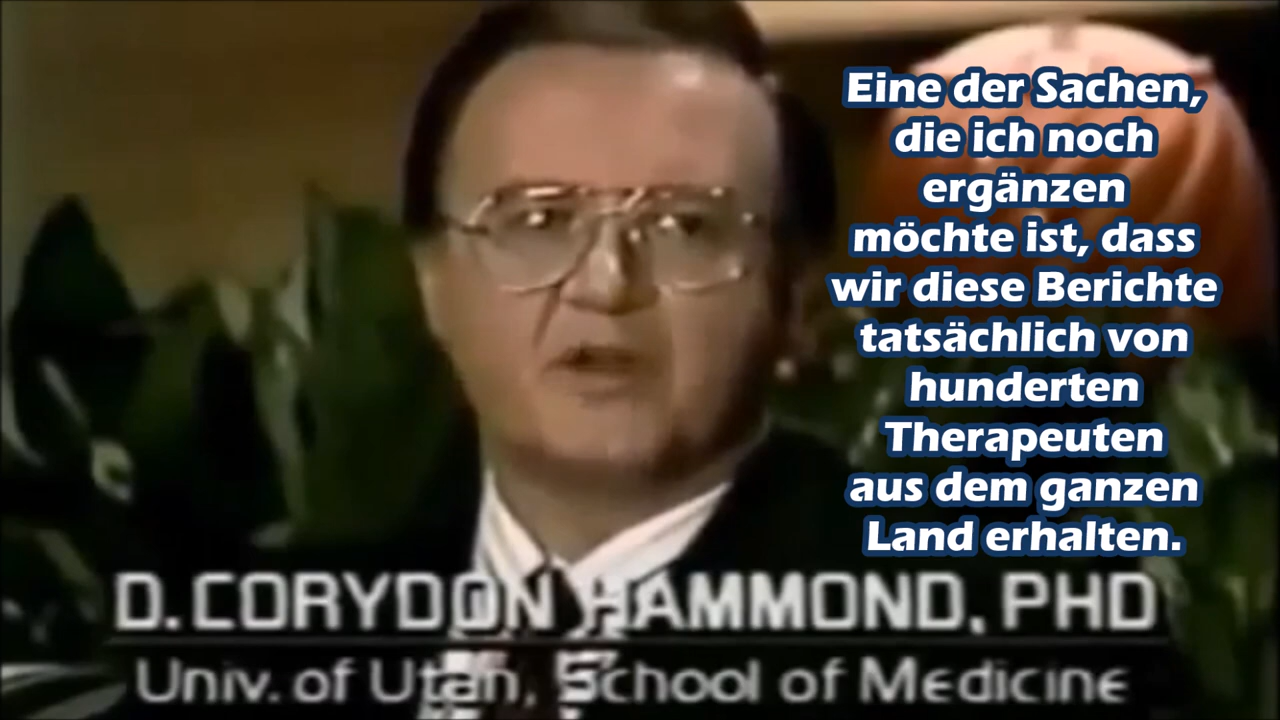 Eine der Sachen,
die ich noch
ergänzen
möchte ist, dass
wir diese Berichte
tatsächlich von
hunderten
Therapeuten
aus dem ganzen
Land erhalten.
D. CORYDON HAMMOND, PHD
Univ. of Utah, School of Medicine